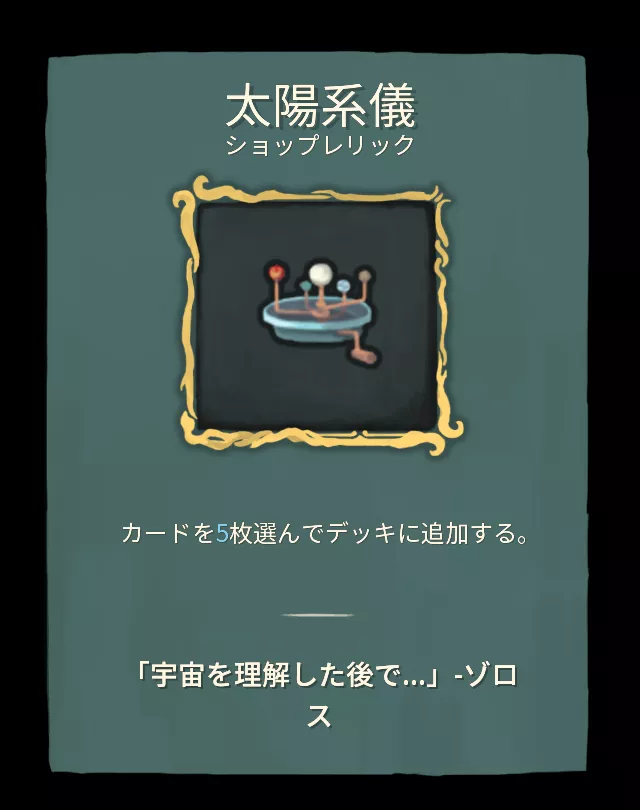 太陽系儀
ショップレリック
カードを5枚選んでデッキに追加する。
「宇宙を理解した後で...」-ゾロ
ス